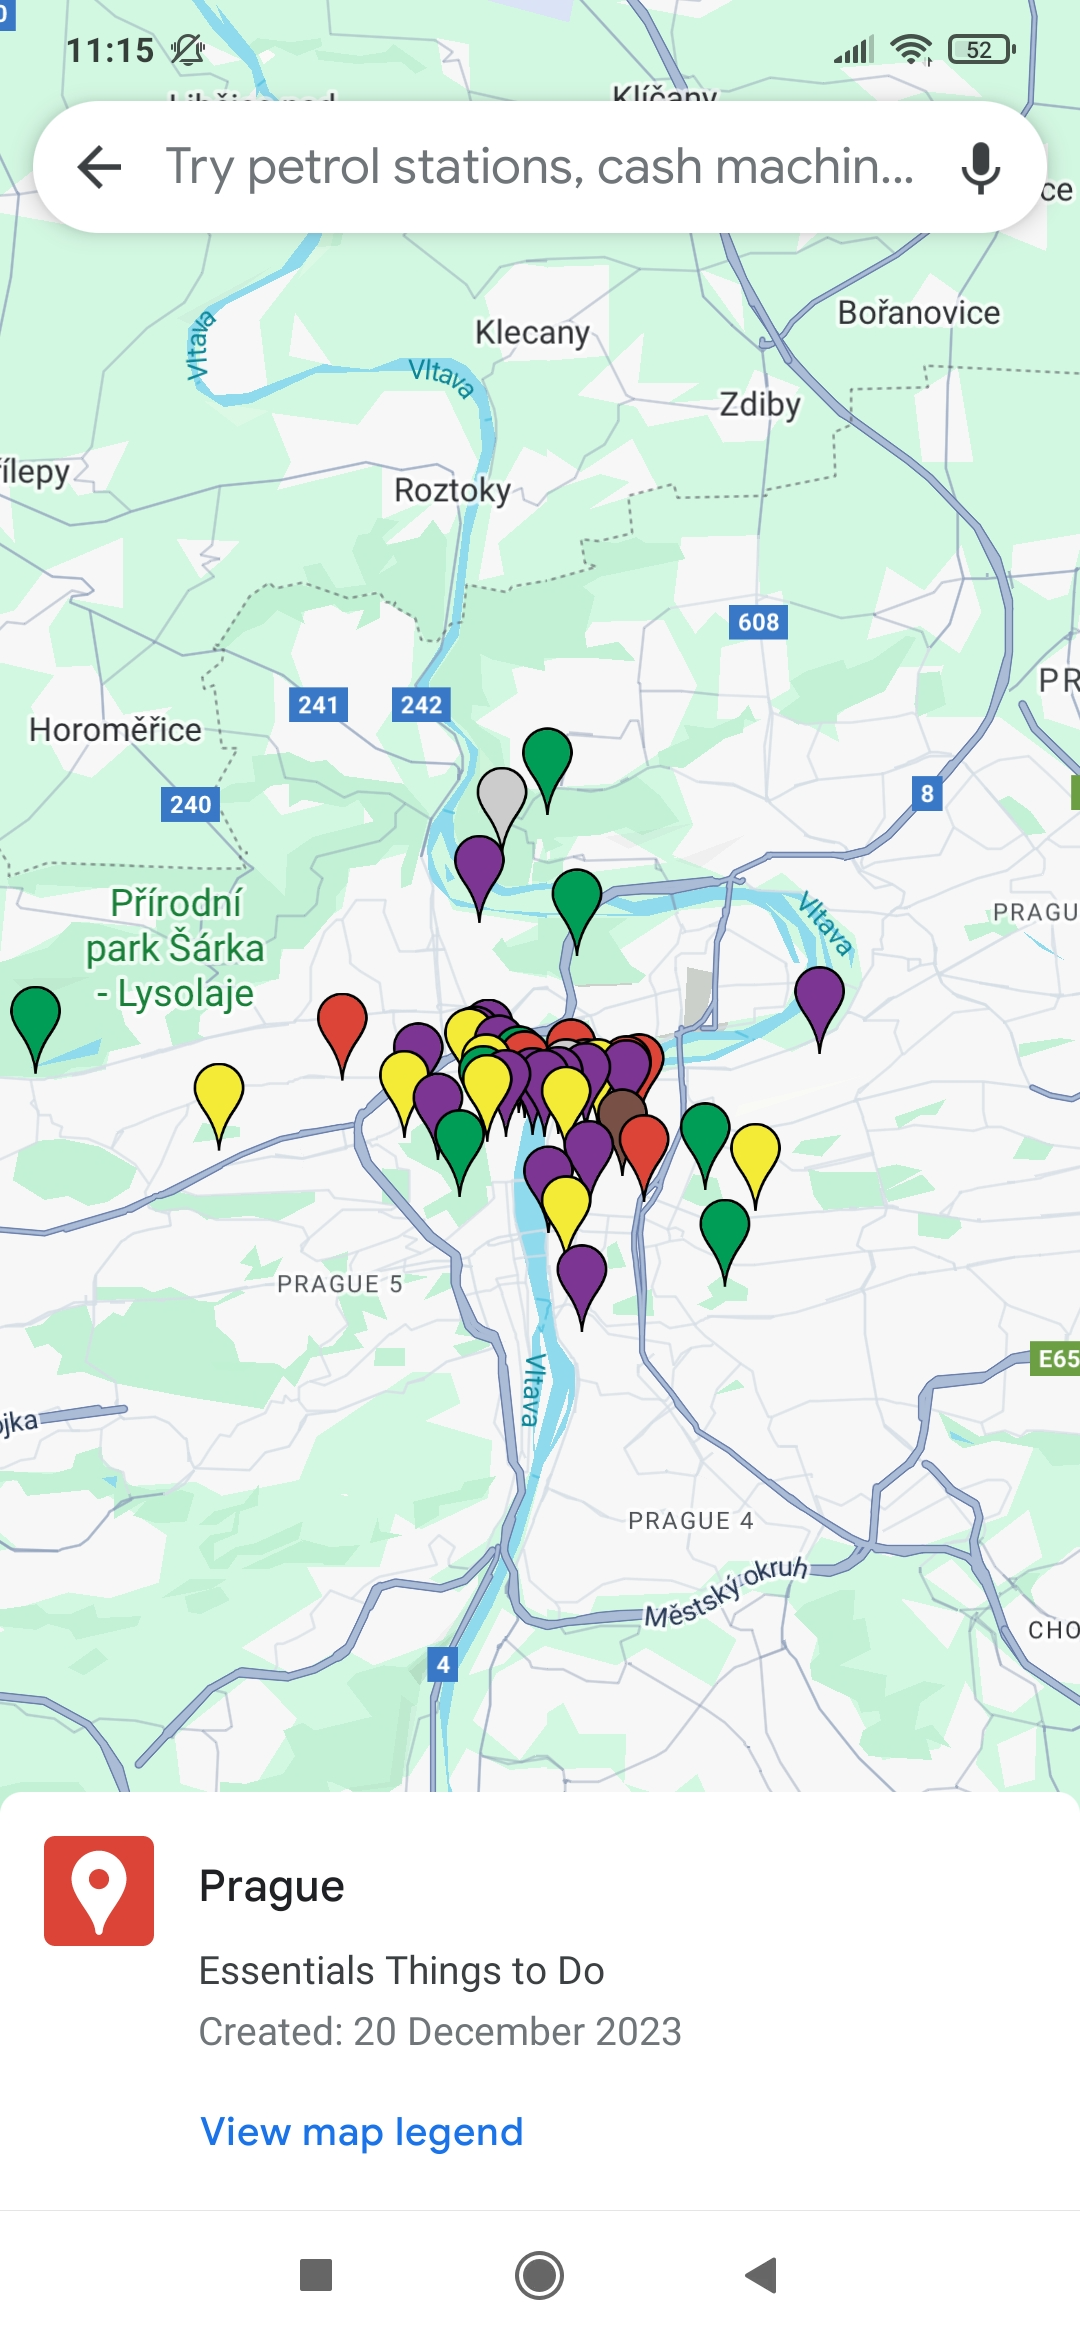 11:15
52
Klíčany
Try petrol stations, cash machin...
ce
Vltava
Klecany
Bořanovice
Vltava
Zdiby
ílepy
Roztoky
608
PR
241
242
Horoměřice
240
8
Přírodní
park Šárka
- Lysolaje
Vltava
PRAGU
PRAGUE 5
E65
Vltava
ojka
PRAGUE 4
Městský okruh
CHO
4
Prague
Essentials Things to Do
Created: 20 December 2023
View map legend